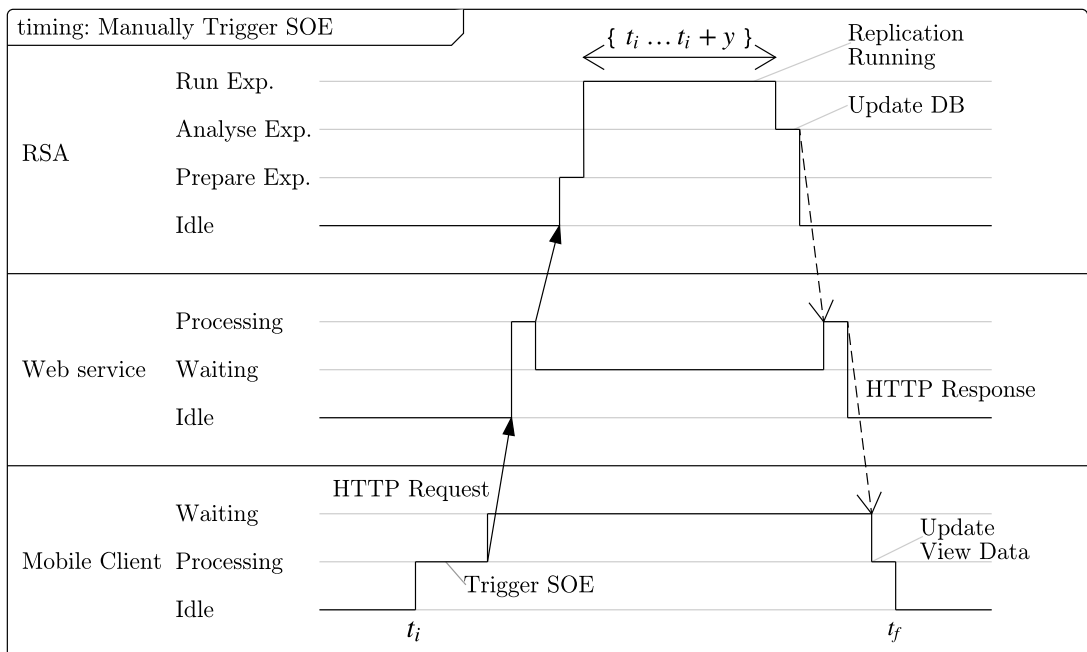 timing: Manually Trigger SOE
{ tᵢ … tᵢ + y }
Replication
Running
Run Exp.
Update DB
Analyse Exp.
RSA
Prepare Exp.
Idle
Processing
Web service
Waiting
HTTP Response
Idle
HTTP Request
Waiting
Update
View Data
Mobile Client
Processing
Trigger SOE
Idle
tᵢ
t_f